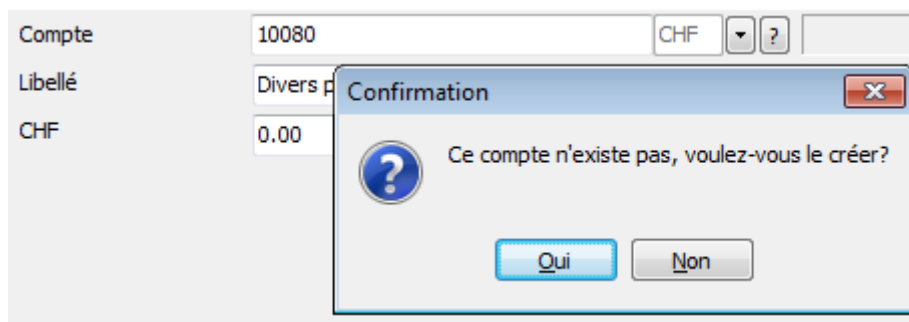 Compte 10080 CHF ?
Libellé Divers
CHF 0.00
Confirmation
Ce compte n'existe pas, voulez-vous le créer?
Oui Non